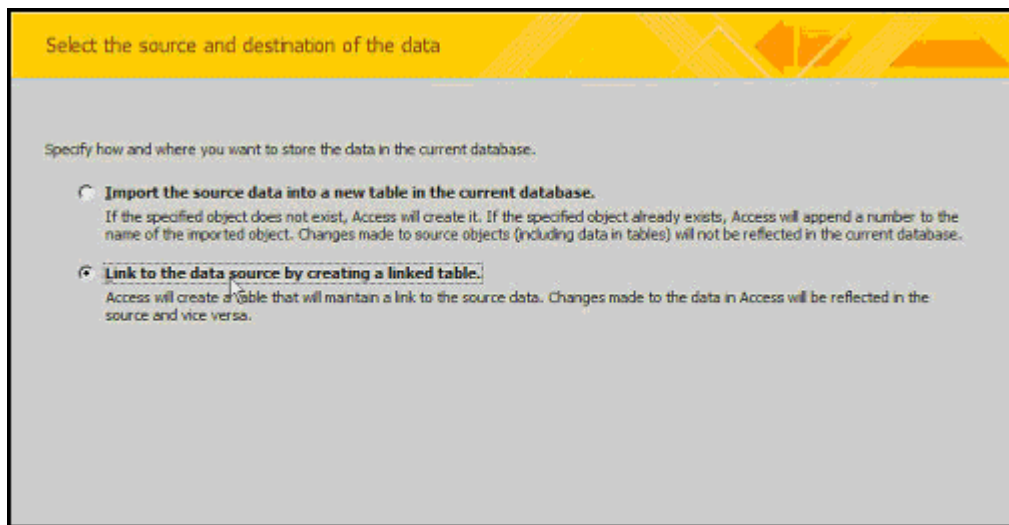 Select the source and destination of the data
Specify how and where you want to store the data in the current database.
Import the source data into a new table in the current database.
If the specified object does not exist, Access will create it. If the specified object already exists, Access will append a number to the
name of the imported object. Changes made to source objects (including data in tables) will not be reflected in the current database.
Link to the data source by creating a linked table.
Access will create a table that will maintain a link to the source data. Changes made to the data in Access will be reflected in the
source and vice versa.